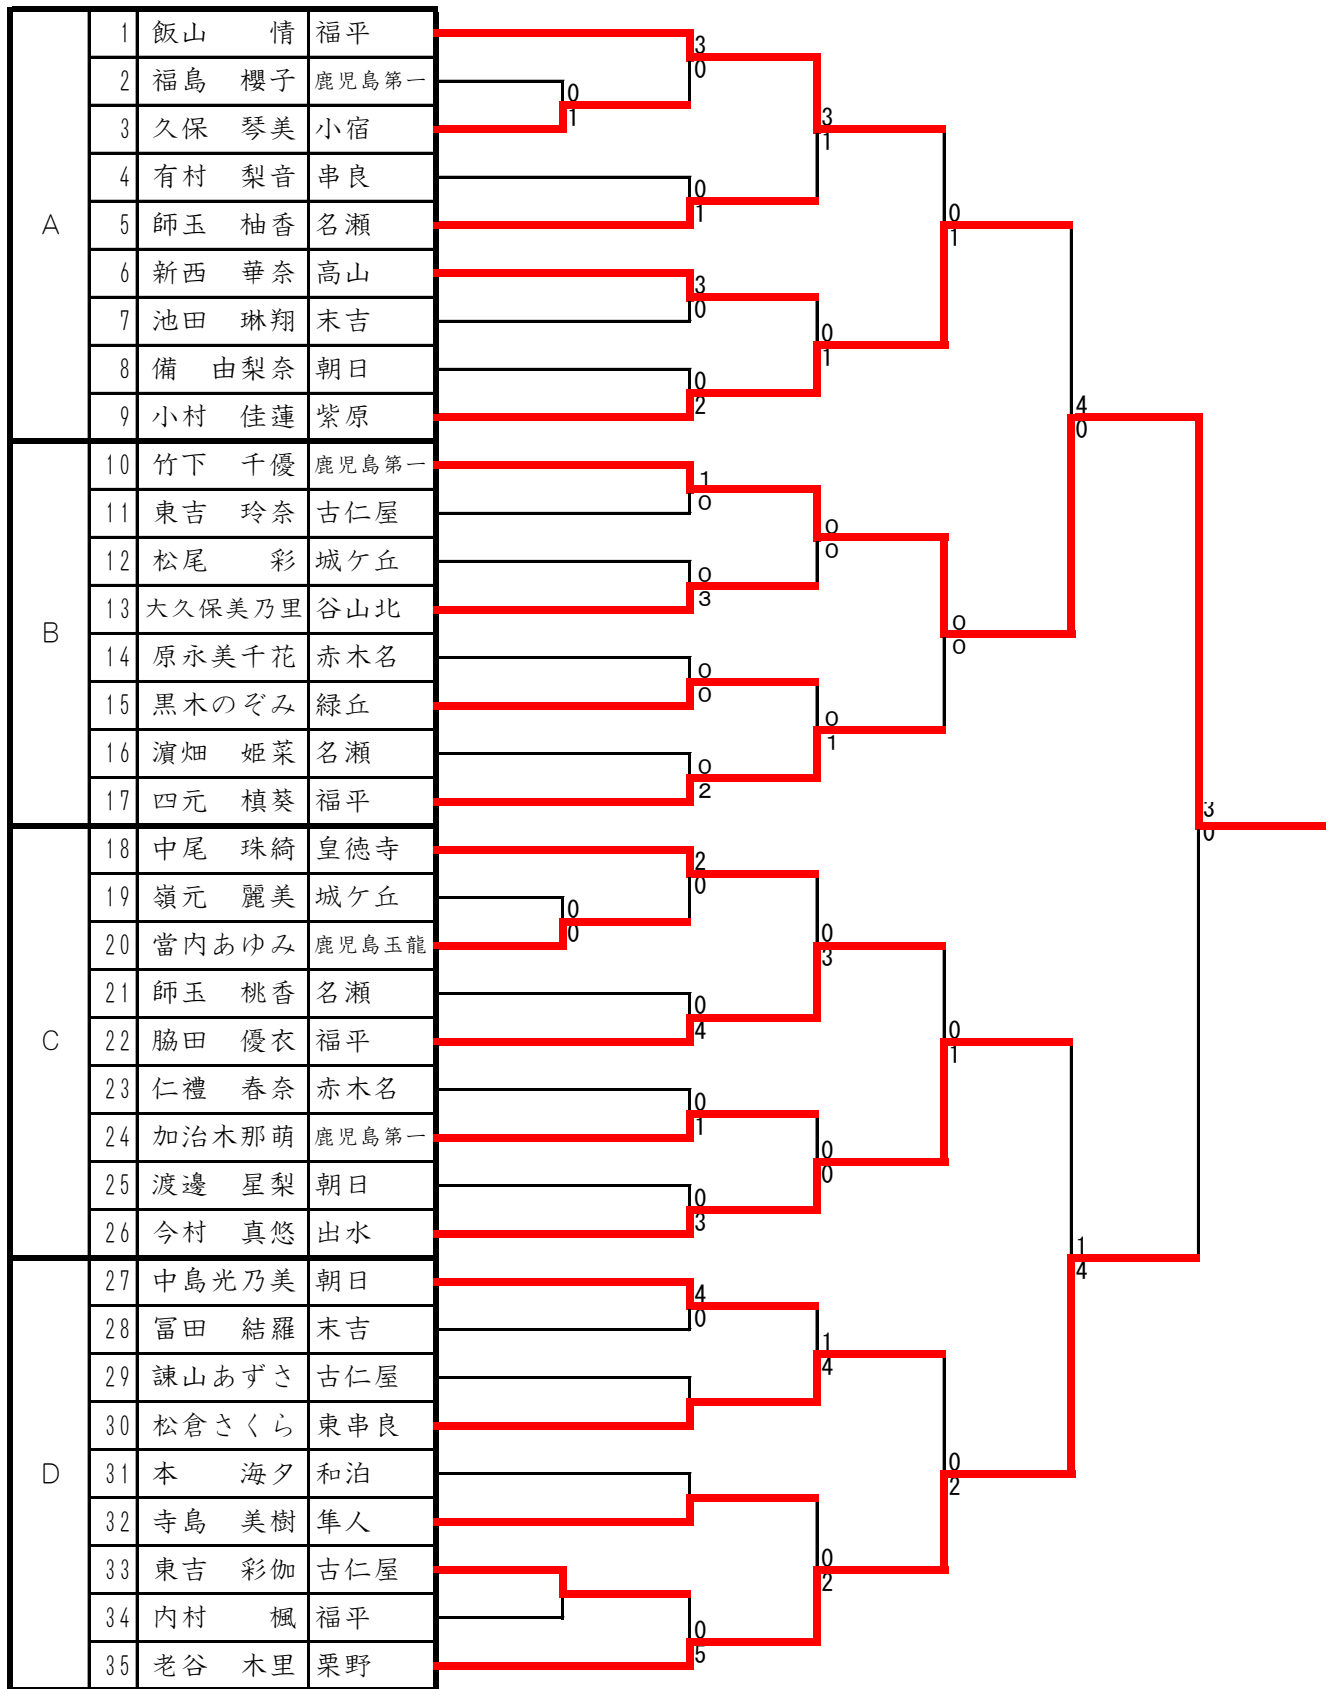 A
1 飯山 情 福平
2 福島 櫻子 鹿児島第一
3 久保 琴美 小宿
4 有村 梨音 串良
5 師玉 柚香 名瀬
6 新西 華奈 高山
7 池田 琳翔 末吉
8 備 由梨奈 朝日
9 小村 佳蓮 紫原
B
10 竹下 千優 鹿児島第一
11 東吉 玲奈 古仁屋
12 松尾 彩 城ケ丘
13 大久保美乃里 谷山北
14 原永美千花 赤木名
15 黒木のぞみ 緑丘
16 濵畑 姫菜 名瀬
17 四元 槙葵 福平
C
18 中尾 珠綺 皇徳寺
19 嶺元 麗美 城ケ丘
20 當内あゆみ 鹿児島玉龍
21 師玉 桃香 名瀬
22 脇田 優衣 福平
23 仁禮 春奈 赤木名
24 加治木那萌 鹿児島第一
25 渡邊 星梨 朝日
26 今村 真悠 出水
D
27 中島光乃美 朝日
28 冨田 結羅 末吉
29 諌山あずさ 古仁屋
30 松倉さくら 東串良
31 本 海夕 和泊
32 寺島 美樹 隼人
33 東吉 彩伽 古仁屋
34 内村 楓 福平
35 老谷 木里 栗野
0
1
0
0
3
0
0
1
3
0
0
2
1
0
0
3
0
0
0
2
2
0
0
4
0
1
0
3
4
0
0
5
3
1
0
1
0
0
0
1
0
3
0
0
1
4
0
2
0
1
0
0
0
1
0
2
4
0
1
4
3
0